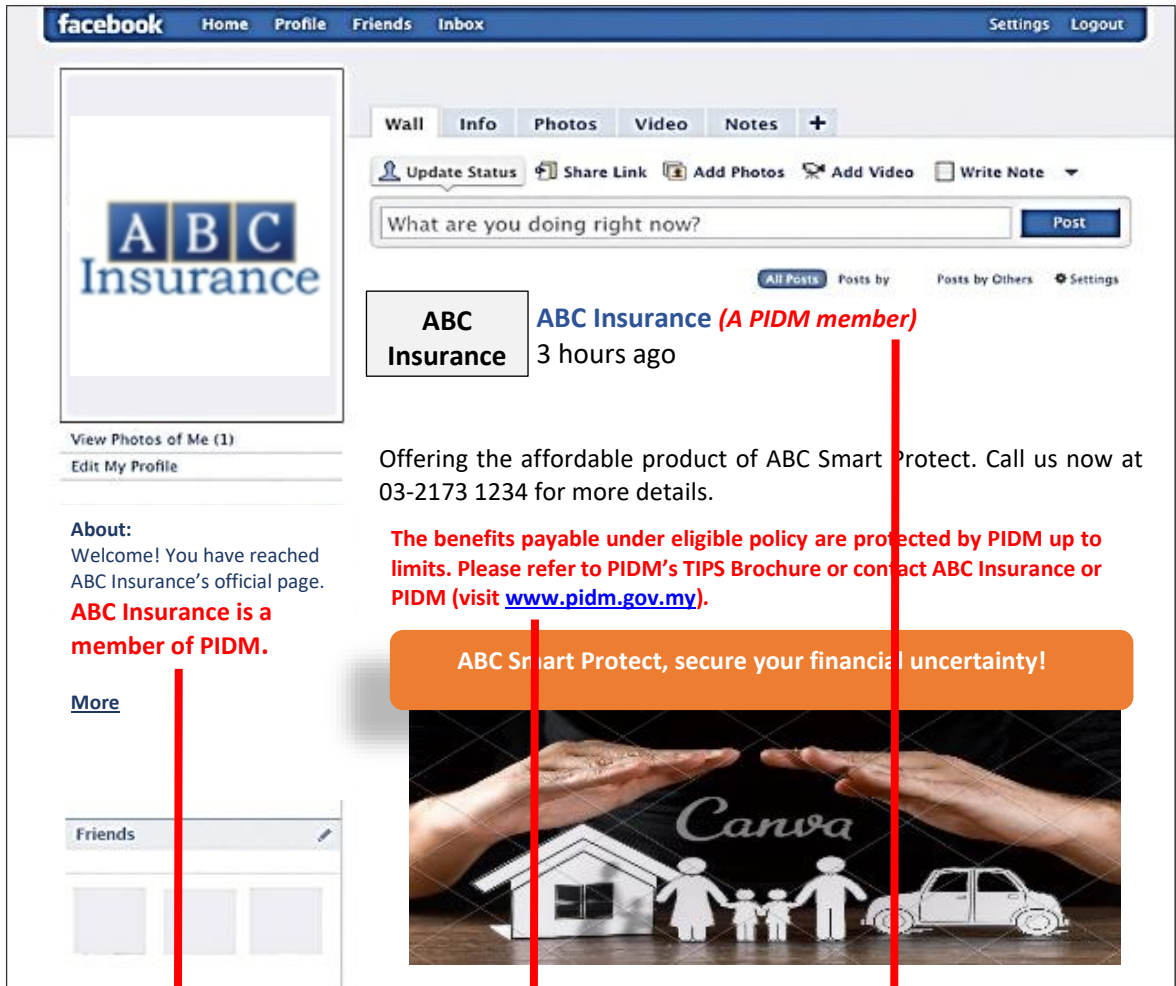 facebook Home Profile Friends Inbox Settings Logout
Wall Info Photos Video Notes +
Update Status Share Link Add Photos Add Video Write Note
What are you doing right now? Post
All Posts Posts by Posts by Others Settings
A B C
Insurance
View Photos of Me (1)
Edit My Profile
About:
Welcome! You have reached
ABC Insurance’s official page.
ABC Insurance is a
member of PIDM.
More
Friends
ABC
Insurance
ABC Insurance (A PIDM member)
3 hours ago
Offering the affordable product of ABC Smart Protect. Call us now at
03-2173 1234 for more details.
The benefits payable under eligible policy are protected by PIDM up to
limits. Please refer to PIDM’s TIPS Brochure or contact ABC Insurance or
PIDM (visit www.pidm.gov.my).
ABC Smart Protect, secure your financial uncertainty!
Canva